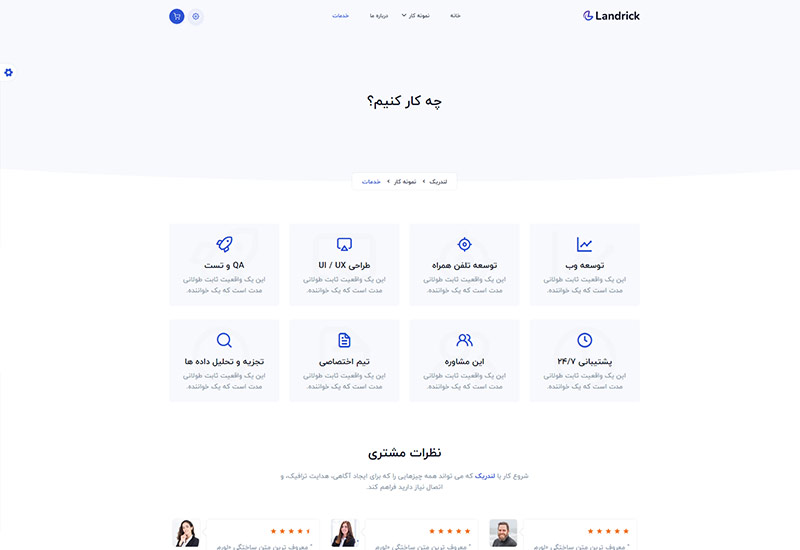 Landrick
خانه
نمونه کار
درباره ما
خدمات
چه کار کنیم؟
لندریک
نمونه کار
خدمات
توسعه وب
این یک واقعیت ثابت طولانی
مدت است که یک خواننده.
توسعه تلفن همراه
این یک واقعیت ثابت طولانی
مدت است که یک خواننده.
طراحی UI / UX
این یک واقعیت ثابت طولانی
مدت است که یک خواننده.
QA و تست
این یک واقعیت ثابت طولانی
مدت است که یک خواننده.
پشتیبانی ۲۴/۷
این یک واقعیت ثابت طولانی
مدت است که یک خواننده.
این مشاوره
این یک واقعیت ثابت طولانی
مدت است که یک خواننده.
تیم اختصاصی
این یک واقعیت ثابت طولانی
مدت است که یک خواننده.
تجزیه و تحلیل داده ها
این یک واقعیت ثابت طولانی
مدت است که یک خواننده.
نظرات مشتری
شروع کار با لندریک که می تواند همه چیزهایی را که برای ایجاد آگاهی، هدایت ترافیک، و
اتصال نیاز دارید فراهم کند.
" معروف ترین متن ساختگی
" معروف ترین متن ساختگی
" معروف ترین متن ساختگی